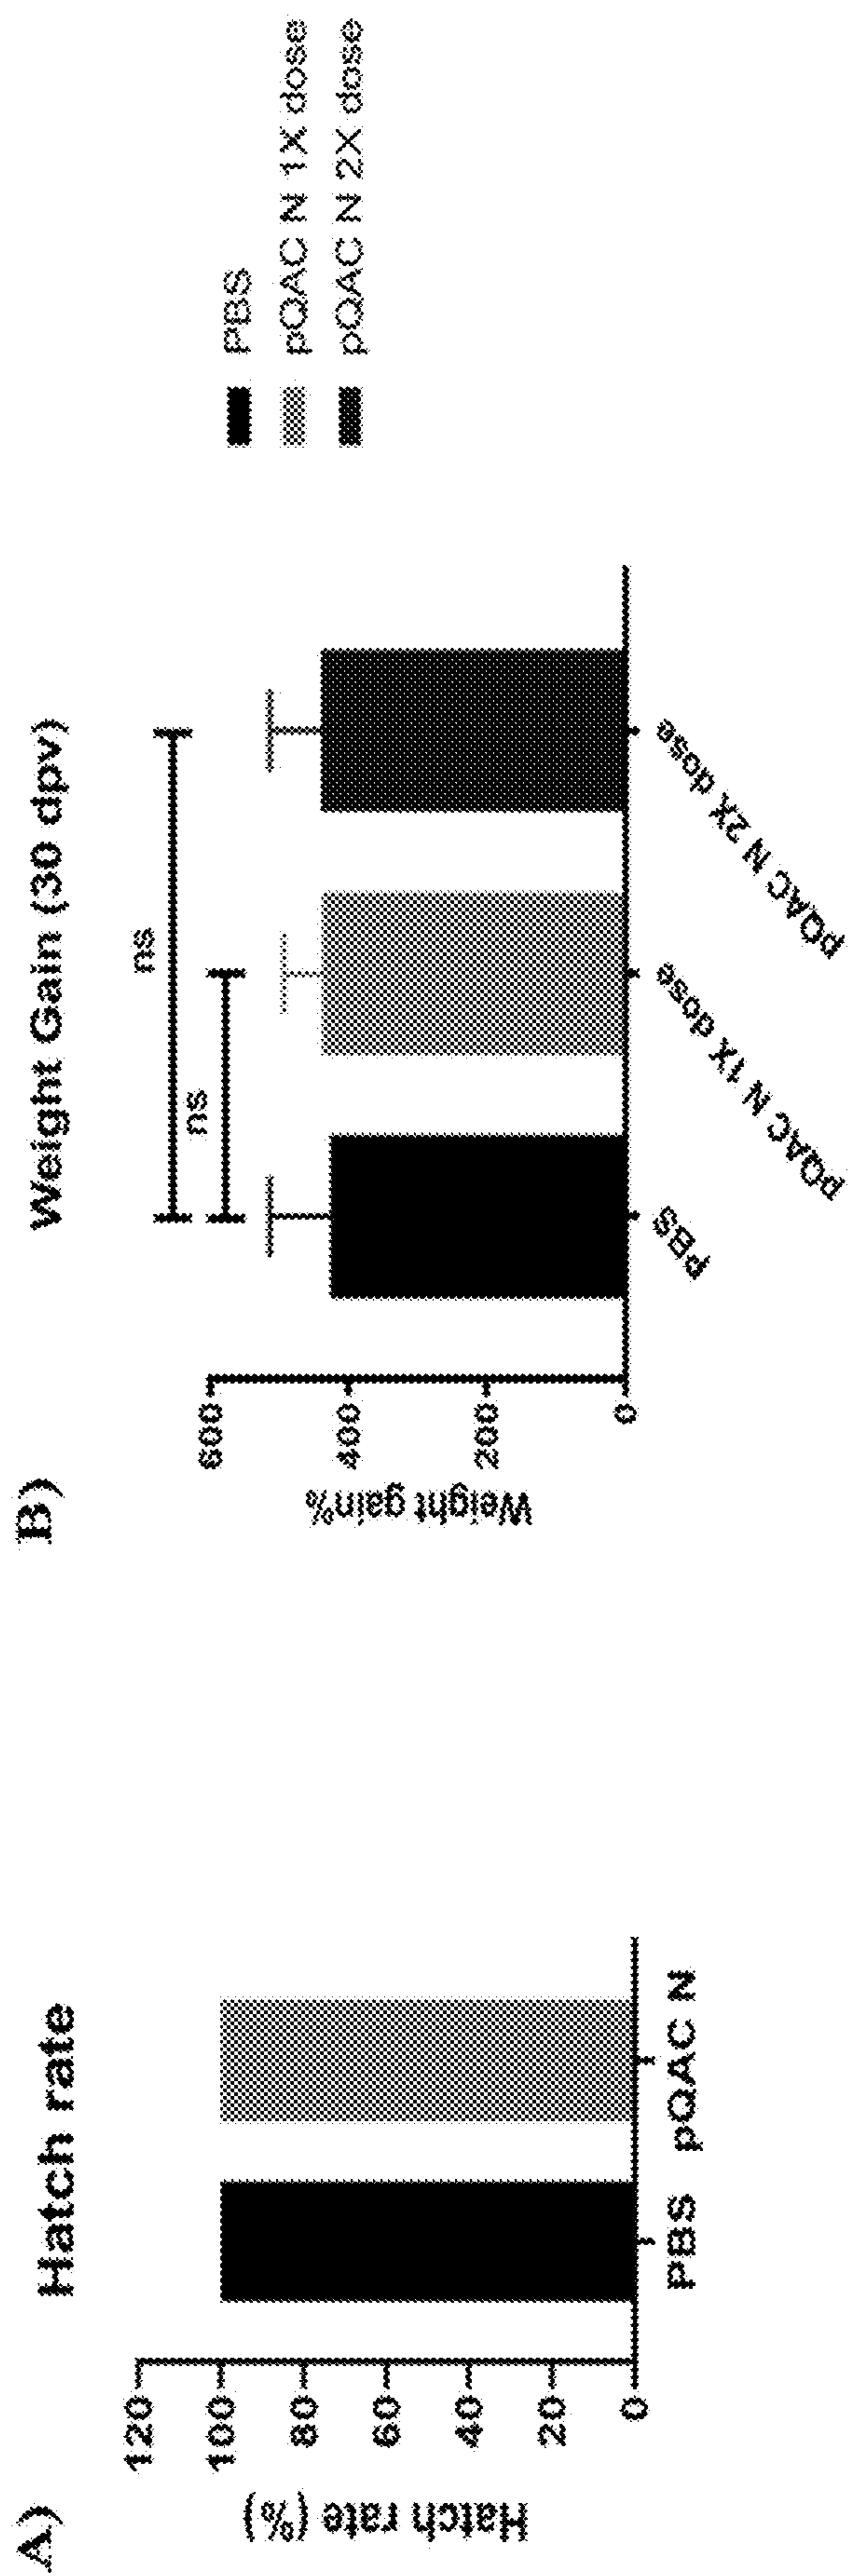 A)
Hatch rate
Hatch rate (%)
120
100
80
60
40
20
0
PBS
pQAC N
B)
Weight Gain (30 dpv)
Weight gain%
600
400
200
0
ns
ns
PBS
pQAC N 1X dose
pQAC N 2X dose
PBS
pQAC N 1X dose
pQAC N 2X dose